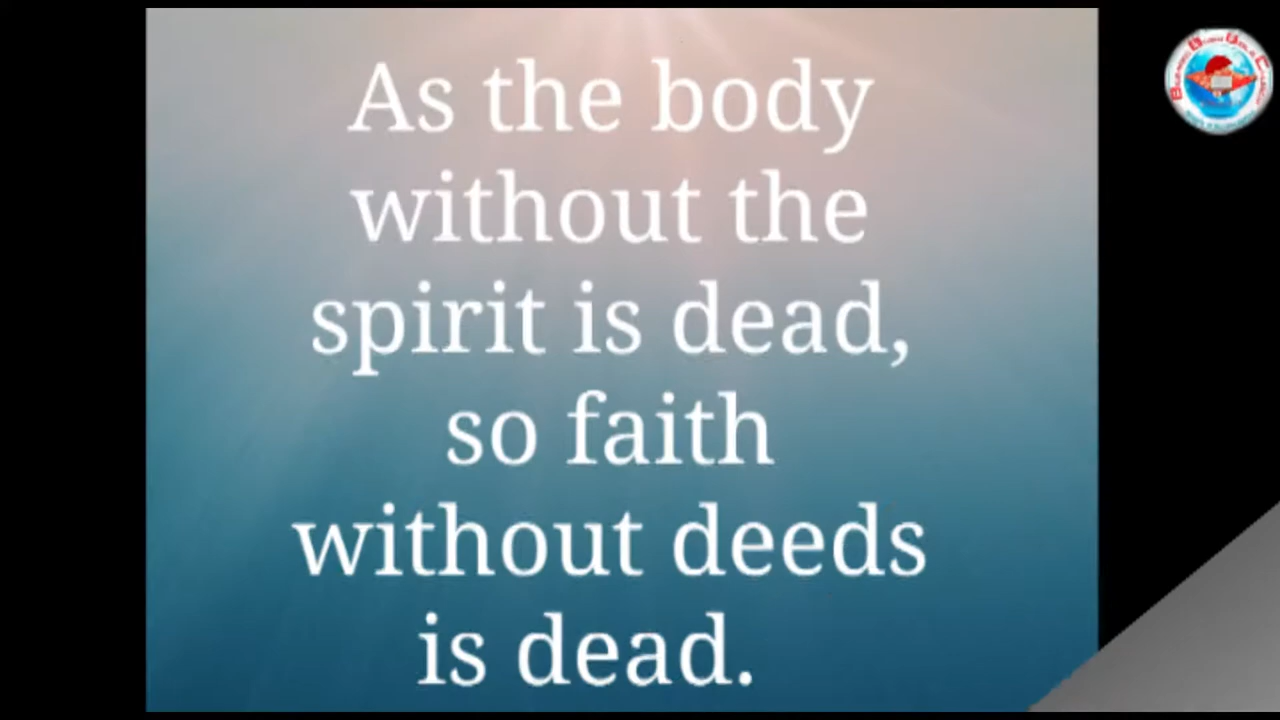 As the body
without the
spirit is dead,
so faith
without deeds
is dead.